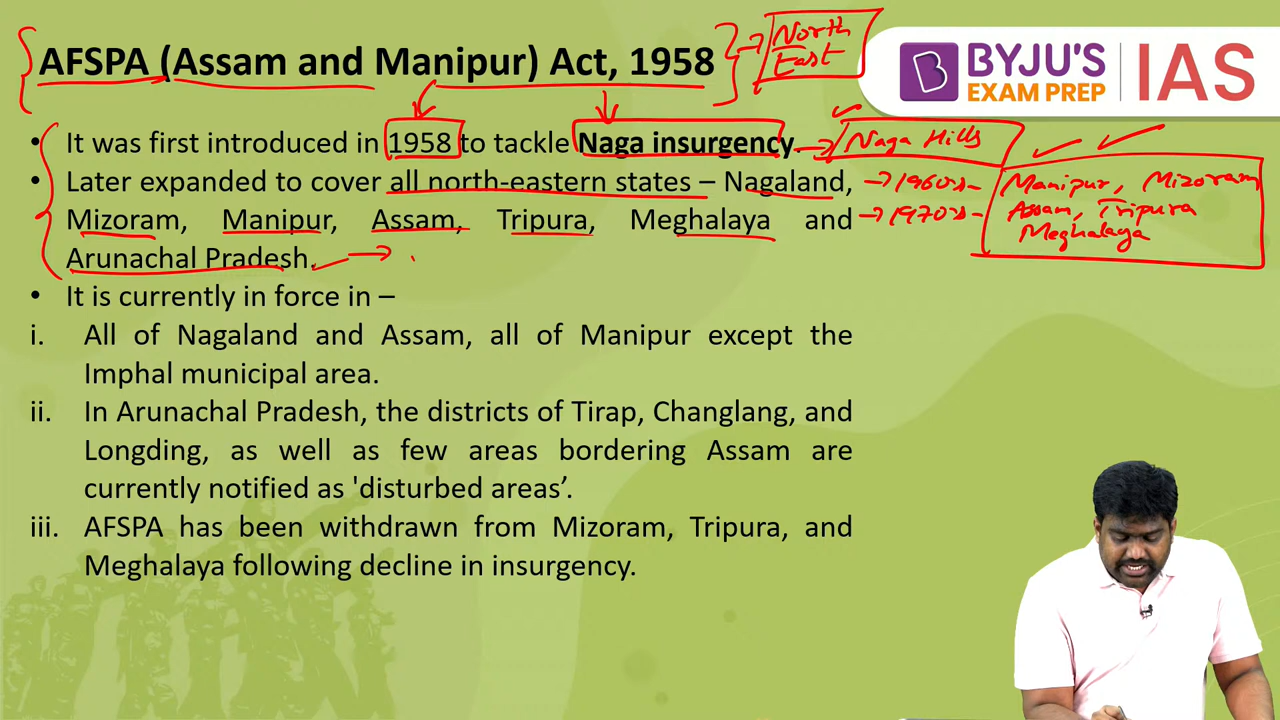 AFSPA (Assam and Manipur) Act, 1958
North
East
BYJU'S
EXAM PREP
IAS
• It was first introduced in 1958 to tackle Naga insurgency.
Naga Hills
• Later expanded to cover all north-eastern states – Nagaland,
Mizoram, Manipur, Assam, Tripura, Meghalaya and
Arunachal Pradesh.
1960s-
1970s-
Manipur, Mizoram
Assam, Tripura
Meghalaya
• It is currently in force in –
i. All of Nagaland and Assam, all of Manipur except the
Imphal municipal area.
ii. In Arunachal Pradesh, the districts of Tirap, Changlang, and
Longding, as well as few areas bordering Assam are
currently notified as 'disturbed areas’.
iii. AFSPA has been withdrawn from Mizoram, Tripura, and
Meghalaya following decline in insurgency.